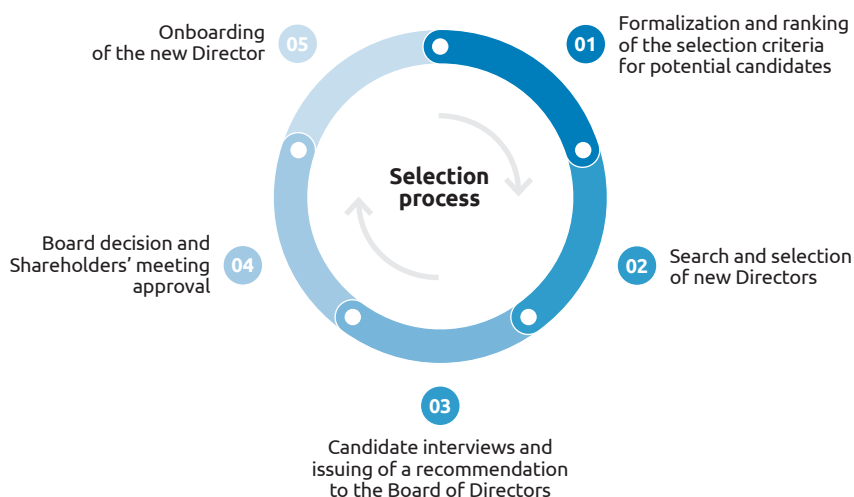 Selection
process
01
Formalization and ranking
of the selection criteria
for potential candidates
02
Search and selection
of new Directors
03
Candidate interviews and
issuing of a recommendation
to the Board of Directors
04
Board decision and
Shareholders’ meeting
approval
05
Onboarding
of the new Director